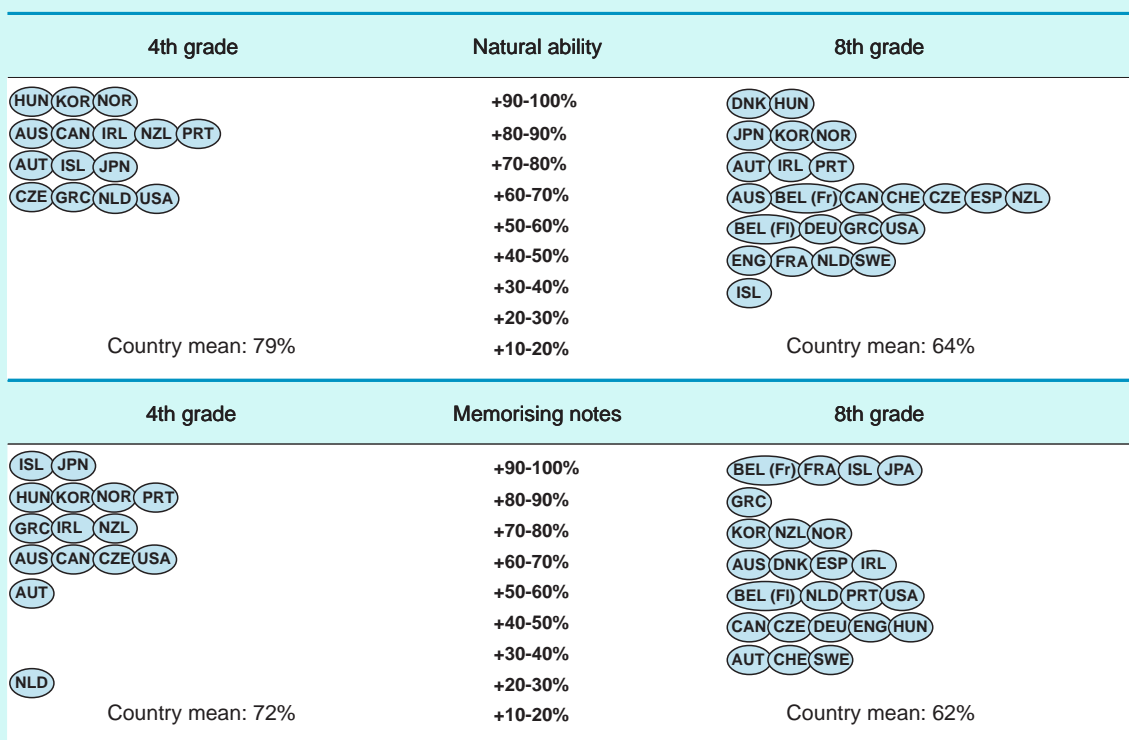 4th grade Natural ability 8th grade
HUN KOR NOR +90-100% DNK HUN
AUS CAN IRL NZL PRT +80-90% JPN KOR NOR
AUT ISL JPN +70-80% AUT IRL PRT
CZE GRC NLD USA +60-70% AUS BEL (Fr) CAN CHE CZE ESP NZL
+50-60% BEL (Fl) DEU GRC USA
+40-50% ENG FRA NLD SWE
+30-40% ISL
+20-30%
Country mean: 79% +10-20% Country mean: 64%
4th grade Memorising notes 8th grade
ISL JPN +90-100% BEL (Fr) FRA ISL JPA
HUN KOR NOR PRT +80-90% GRC
GRC IRL NZL +70-80% KOR NZL NOR
AUS CAN CZE USA +60-70% AUS DNK ESP IRL
AUT +50-60% BEL (Fl) NLD PRT USA
+40-50% CAN CZE DEU ENG HUN
+30-40% AUT CHE SWE
NLD +20-30%
Country mean: 72% +10-20% Country mean: 62%